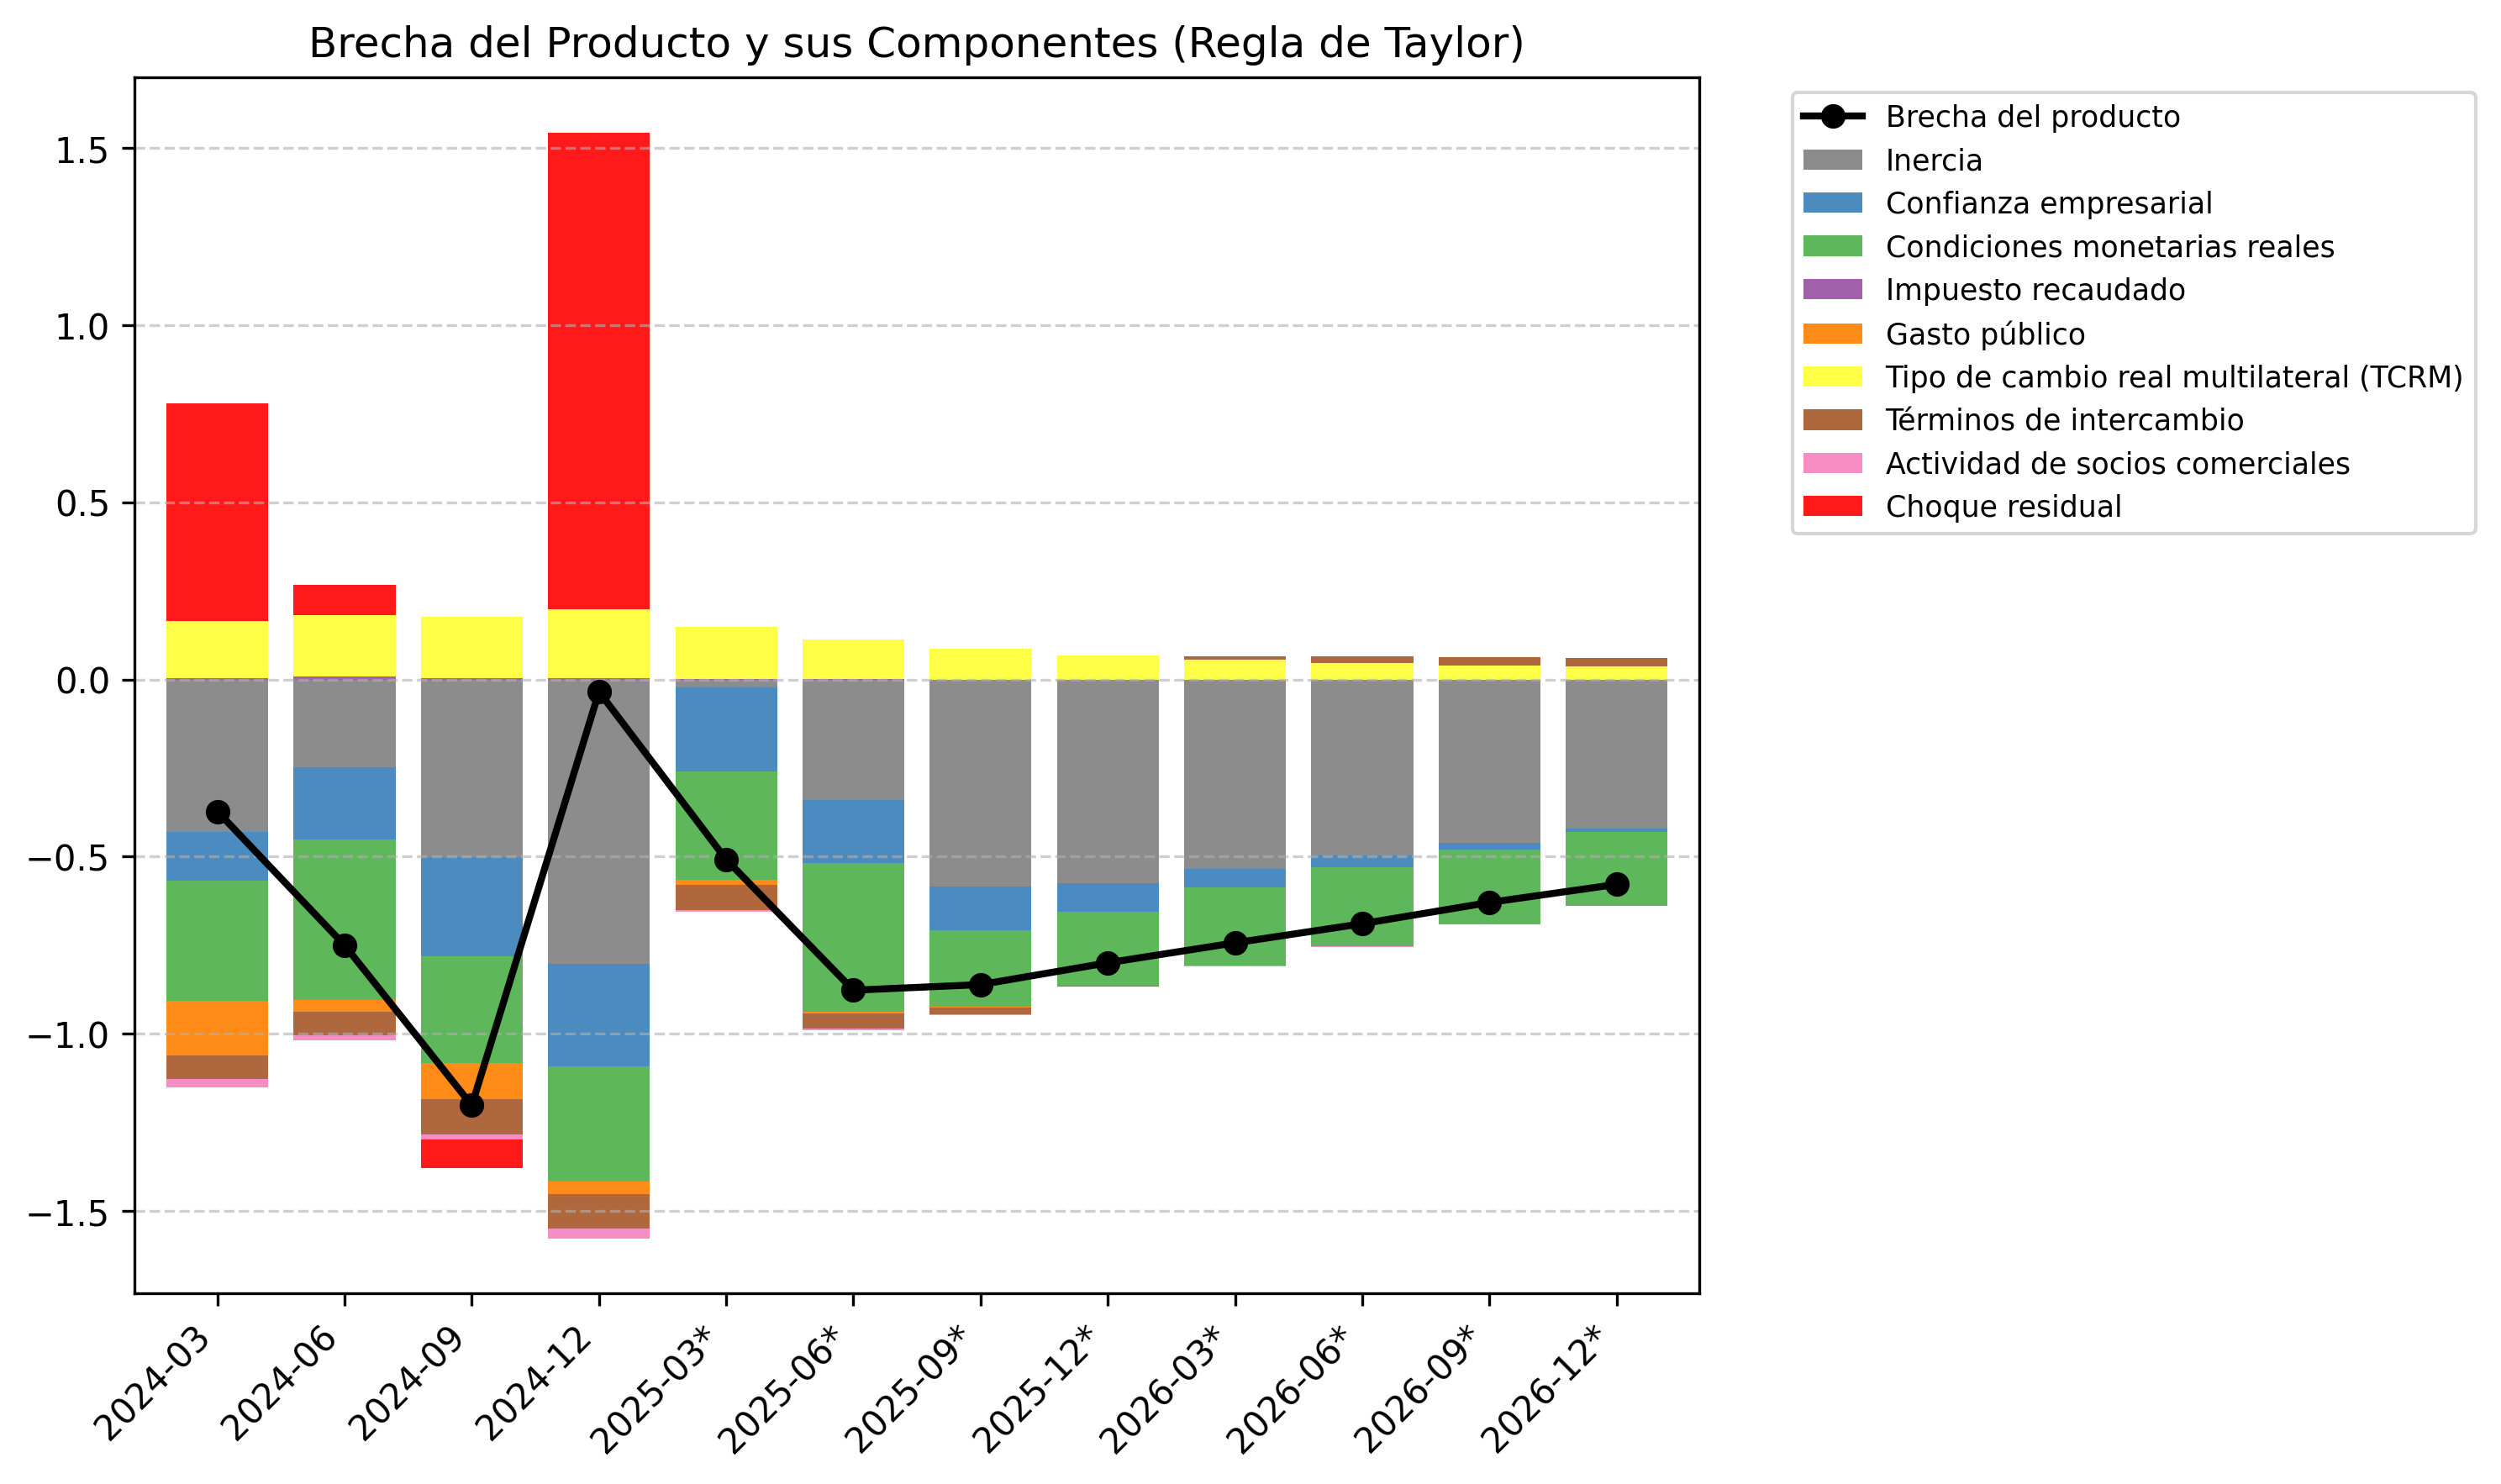 Brecha del Producto y sus Componentes (Regla de Taylor)
1.5
1.0
0.5
0.0
−0.5
−1.0
−1.5
2024-03
2024-06
2024-09
2024-12
2025-03*
2025-06*
2025-09*
2025-12*
2026-03*
2026-06*
2026-09*
2026-12*
Brecha del producto
Inercia
Confianza empresarial
Condiciones monetarias reales
Impuesto recaudado
Gasto público
Tipo de cambio real multilateral (TCRM)
Términos de intercambio
Actividad de socios comerciales
Choque residual